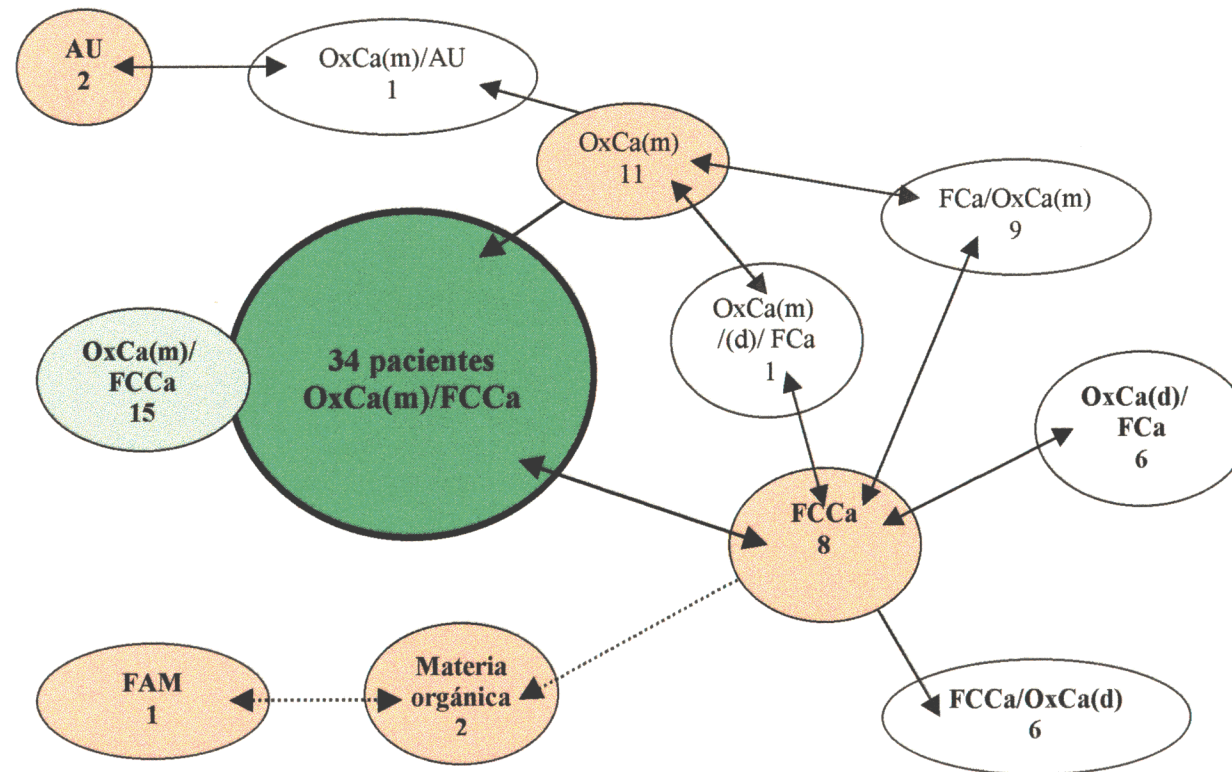 AU
2
OxCa(m)/AU
1
OxCa(m)
11
FCa/OxCa(m)
9
OxCa(m)
/(d)/ FCa
1
OxCa(m)/
FCCa
15
34 pacientes
OxCa(m)/FCCa
OxCa(d)/
FCa
6
FCCa
8
FAM
1
Materia
orgánica
2
FCCa/OxCa(d)
6